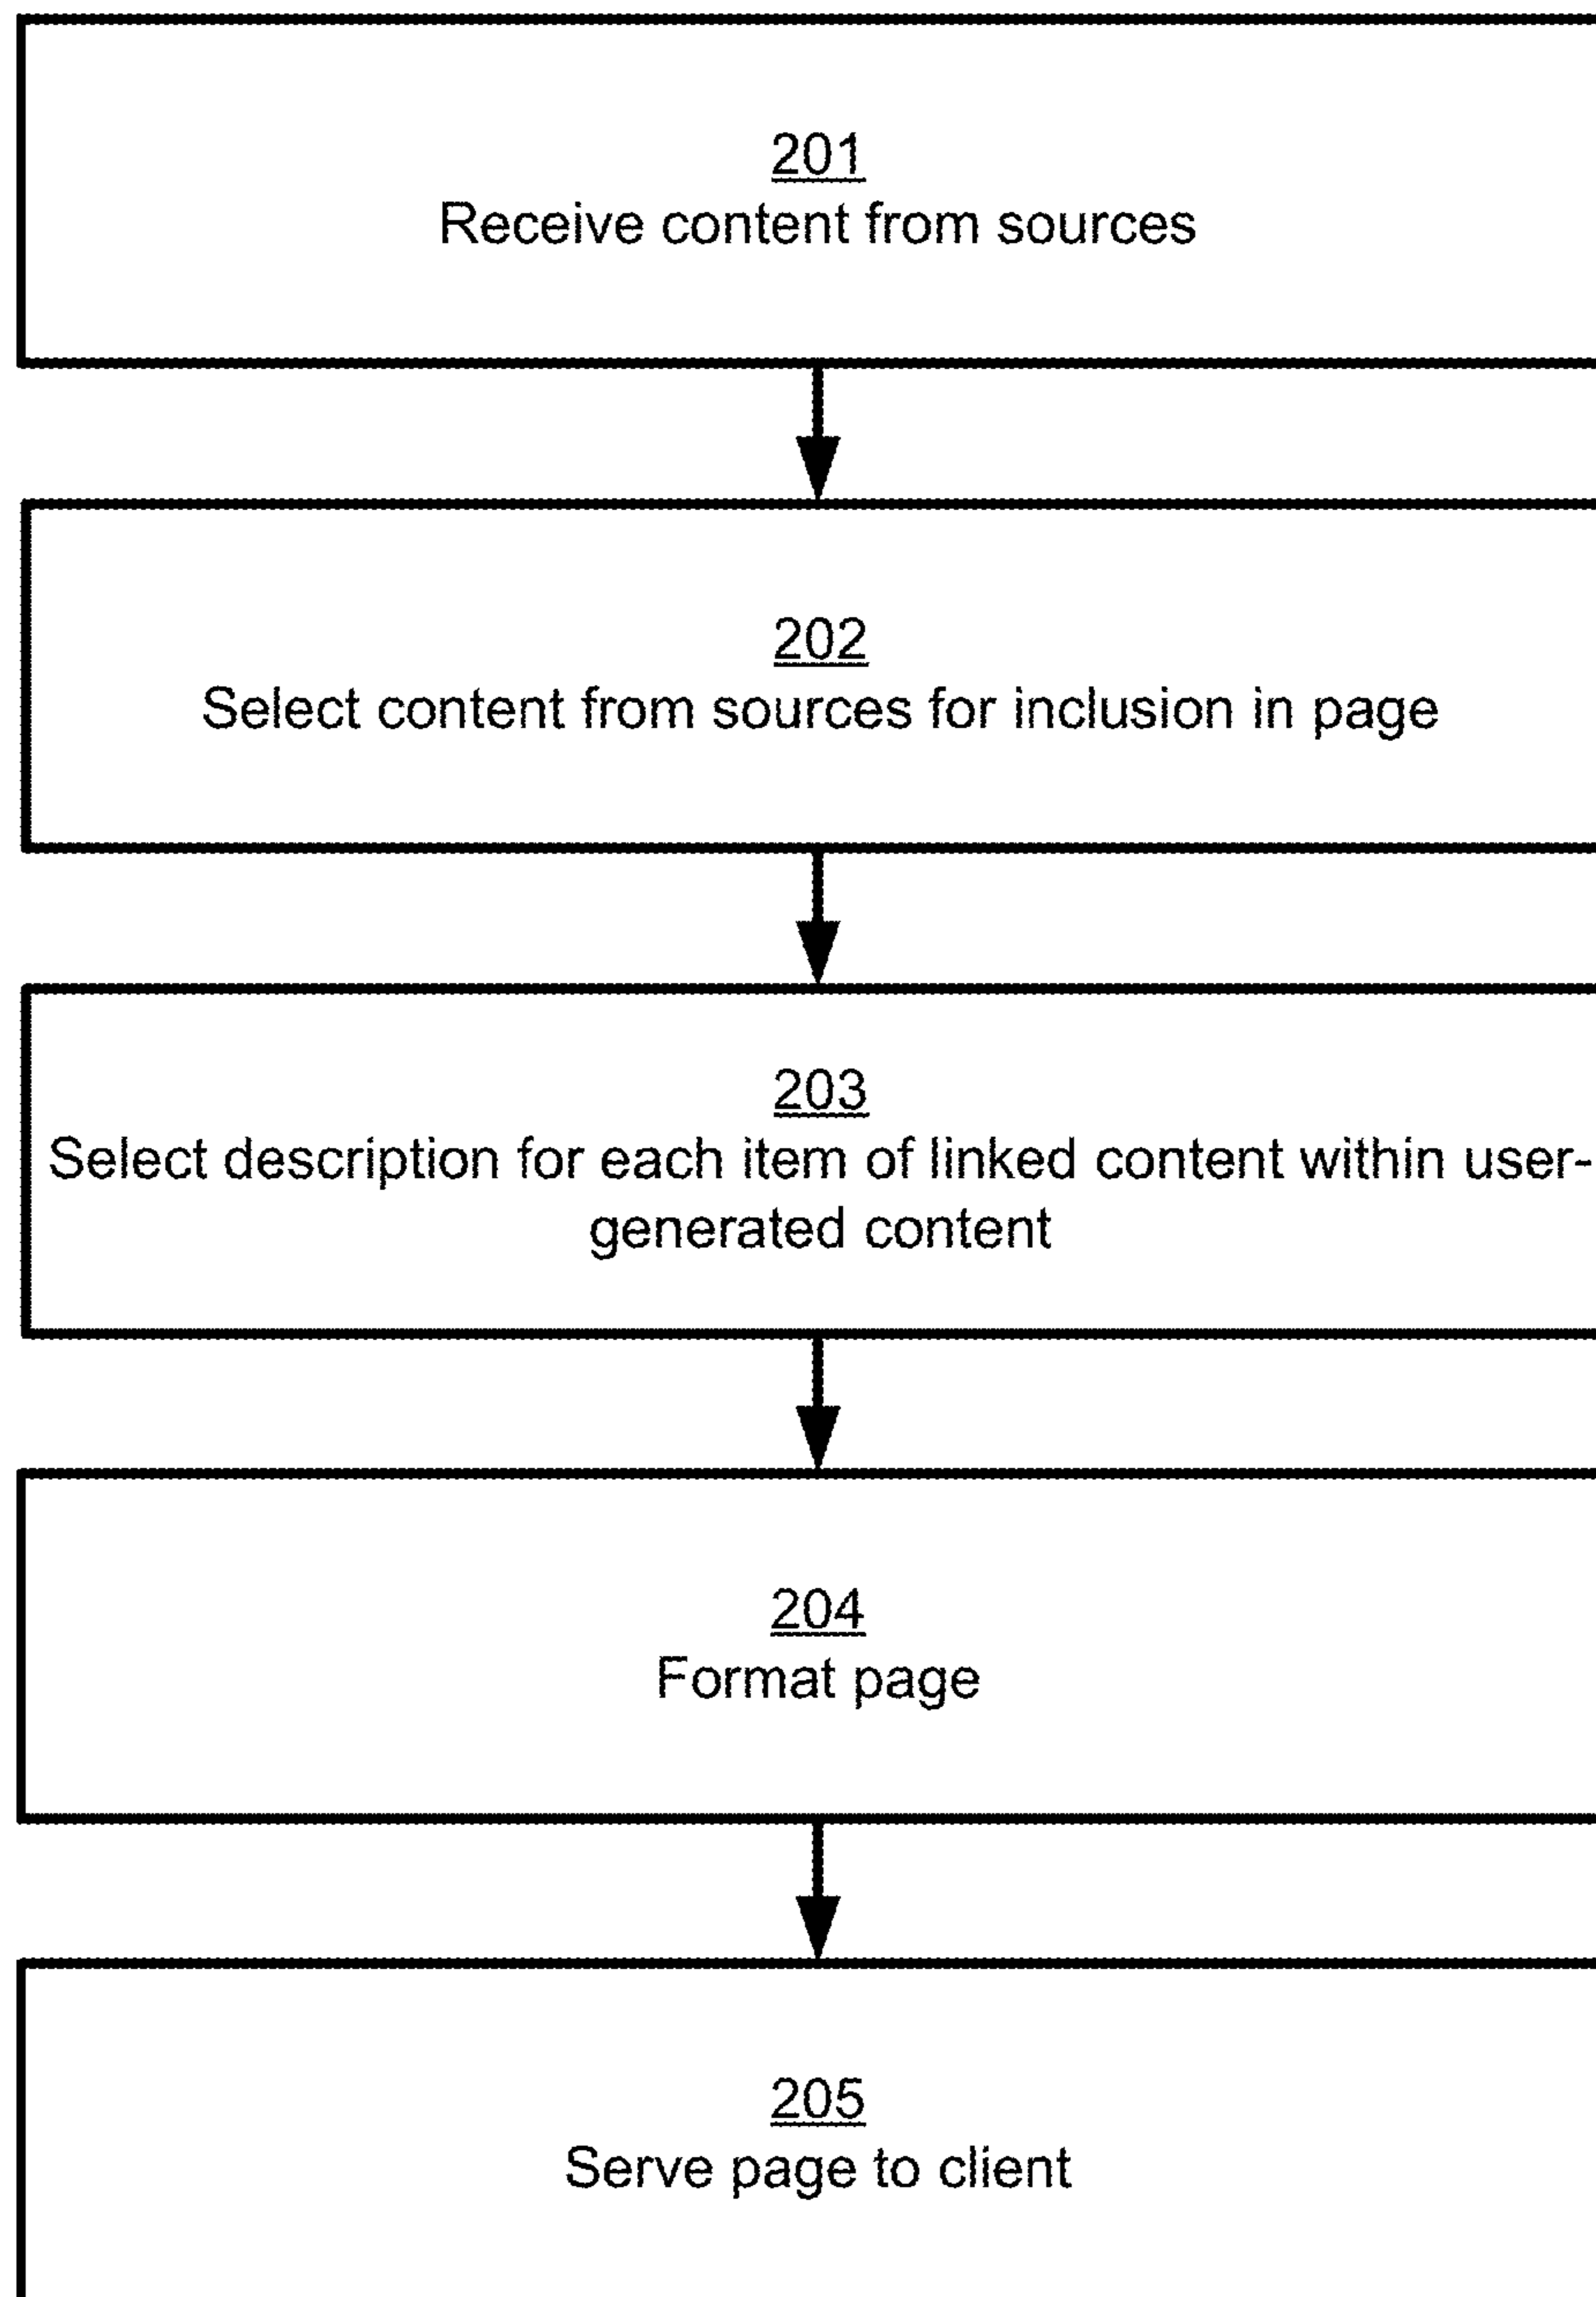 201
Receive content from sources
202
Select content from sources for inclusion in page
203
Select description for each item of linked content within user-
generated content
204
Format page
205
Serve page to client